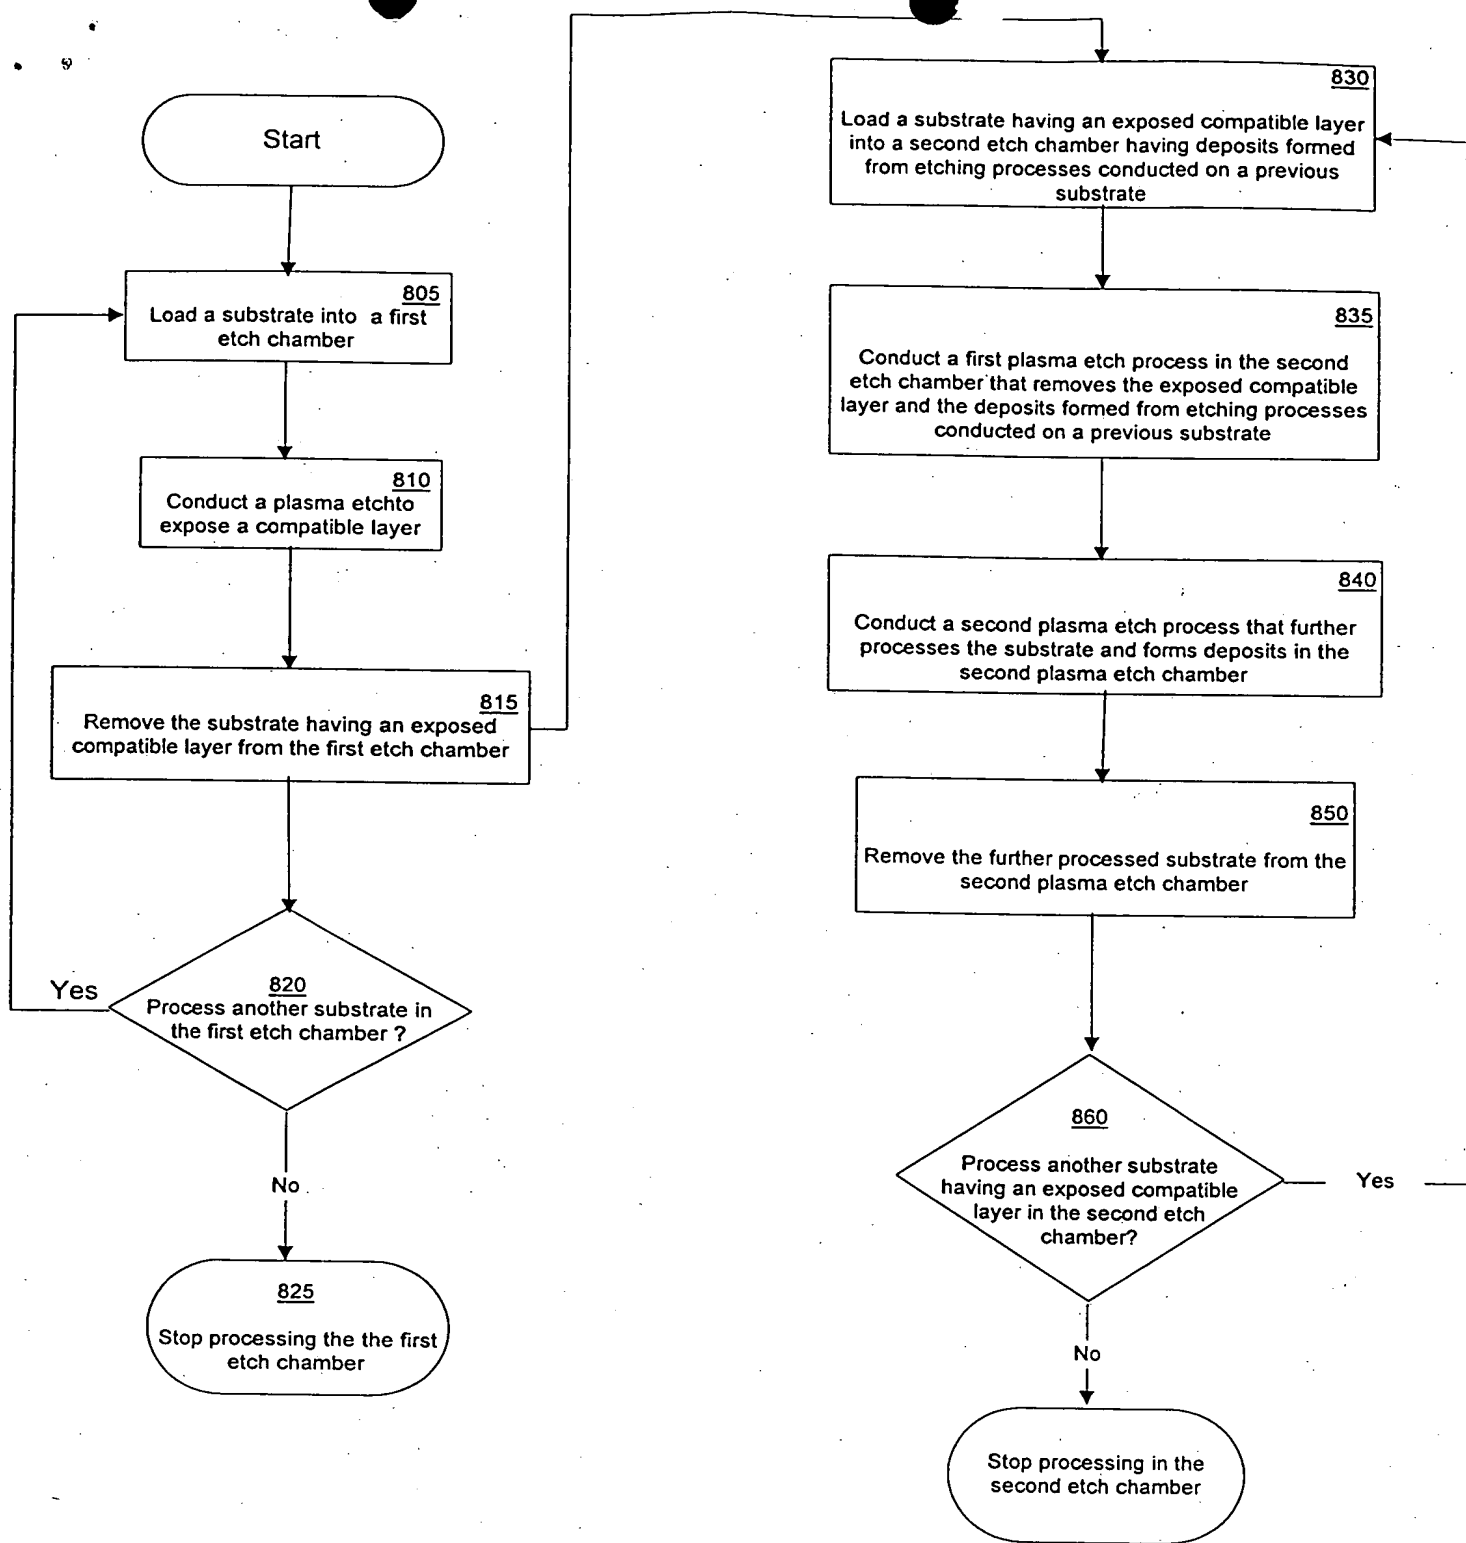 Start
805
Load a substrate into a first
etch chamber
810
Conduct a plasma etchto
expose a compatible layer
815
Remove the substrate having an exposed
compatible layer from the first etch chamber
820
Process another substrate in
the first etch chamber ?
Yes
No
825
Stop processing the the first
etch chamber
830
Load a substrate having an exposed compatible layer
into a second etch chamber having deposits formed
from etching processes conducted on a previous
substrate
835
Conduct a first plasma etch process in the second
etch chamber that removes the exposed compatible
layer and the deposits formed from etching processes
conducted on a previous substrate
840
Conduct a second plasma etch process that further
processes the substrate and forms deposits in the
second plasma etch chamber
850
Remove the further processed substrate from the
second plasma etch chamber
860
Process another substrate
having an exposed compatible
layer in the second etch
chamber?
Yes
No
Stop processing in the
second etch chamber